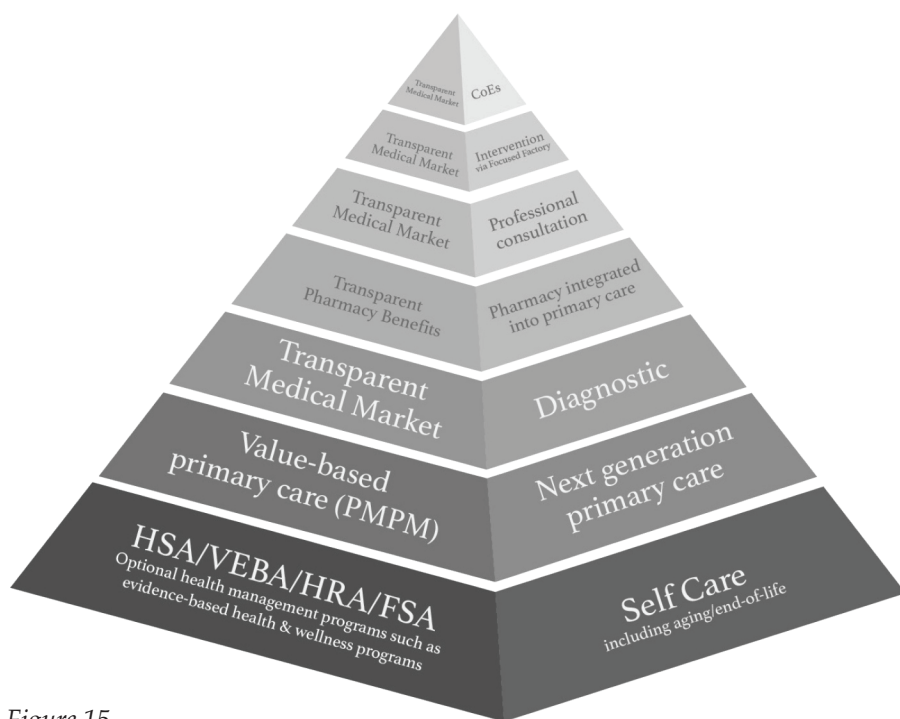 Transparent
Medical Market
CoEs
Transparent
Medical Market
Intervention
via Focused Factory
Transparent
Medical Market
Professional
consultation
Transparent
Pharmacy Benefits
Pharmacy integrated
into primary care
Transparent
Medical Market
Diagnostic
Value-based
primary care (PMPM)
Next generation
primary care
HSA/VEBA/HRA/FSA
Optional health management programs such as
evidence-based health & wellness programs
Self Care
including aging/end-of-life
Figure 15